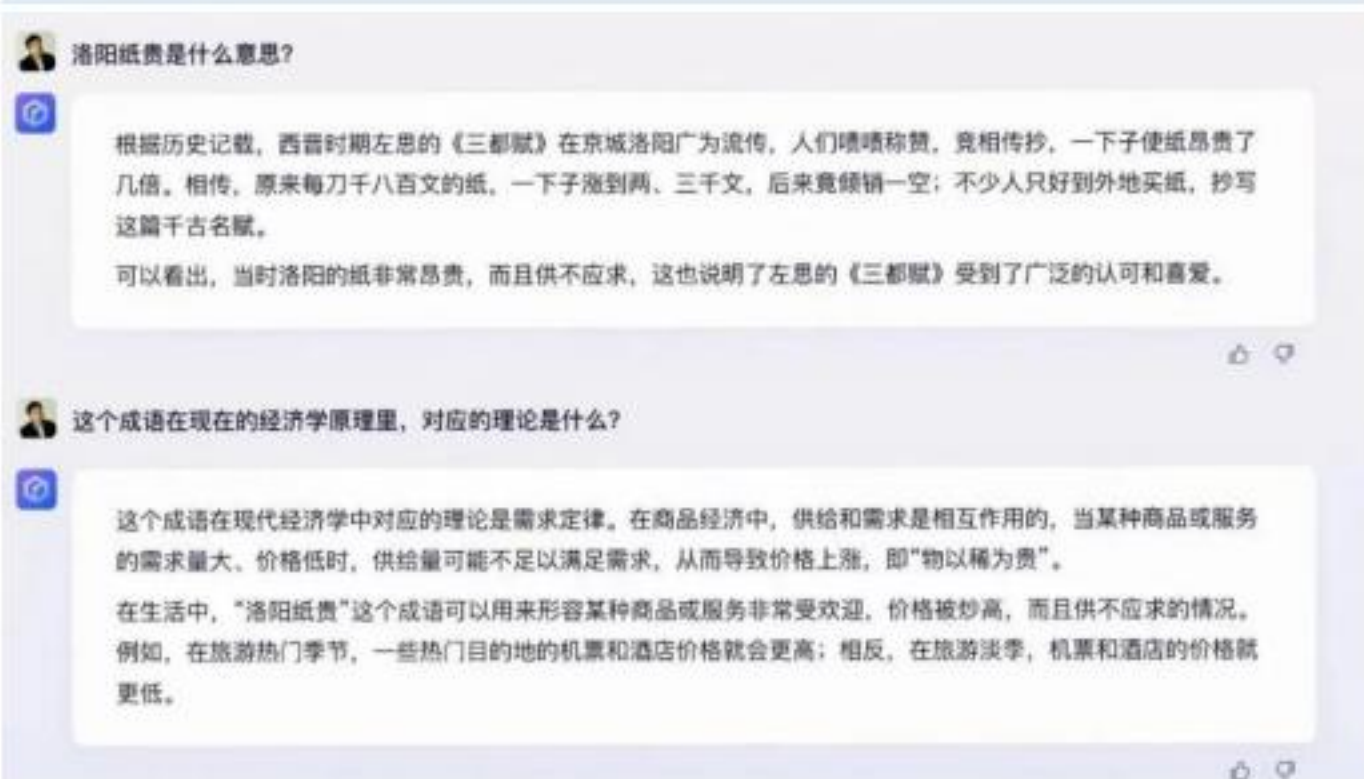 洛阳纸贵是什么意思?
根据历史记载，西晋时期左思的《三都赋》在京城洛阳广为流传，人们啧啧称赞，竞相传抄，一下子使纸昂贵了
几倍。相传，原来每刀千八百文的纸，一下子涨到两、三千文，后来竟倾销一空；不少人只好到外地买纸，抄写
这篇千古名赋。
可以看出，当时洛阳的纸非常昂贵，而且供不应求，这也说明了左思的《三都赋》受到了广泛的认可和喜爱。
这个成语在现在的经济学原理里，对应的理论是什么?
这个成语在现代经济学中对应的理论是需求定律。在商品经济中，供给和需求是相互作用的，当某种商品或服务
的需求量大、价格低时，供给量可能不足以满足需求，从而导致价格上涨，即"物以稀为贵"。
在生活中，"洛阳纸贵"这个成语可以用来形容某种商品或服务非常受欢迎，价格被炒高，而且供不应求的情况。
例如，在旅游热门季节，一些热门目的地的机票和酒店价格就会更高；相反，在旅游淡季，机票和酒店的价格就
更低。